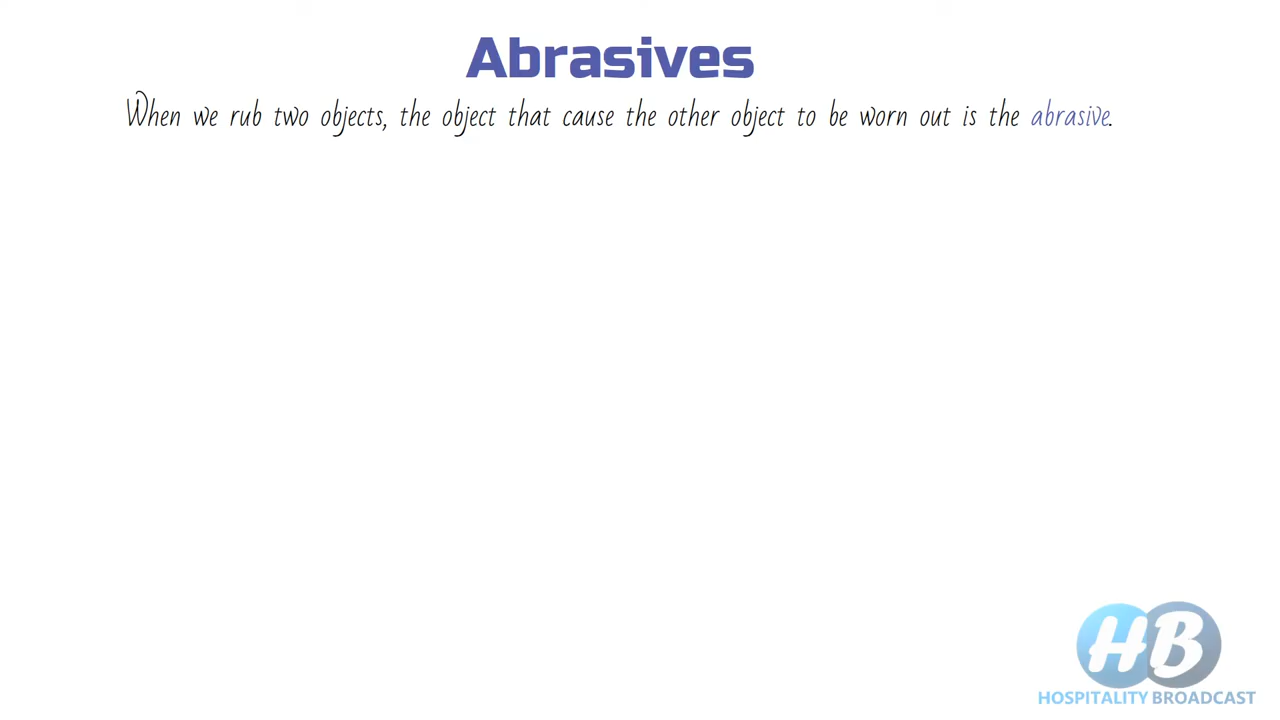 Abrasives
When we rub two objects, the object that cause the other object to be worn out is the abrasive.
HB
HOSPITALITY BROADCAST